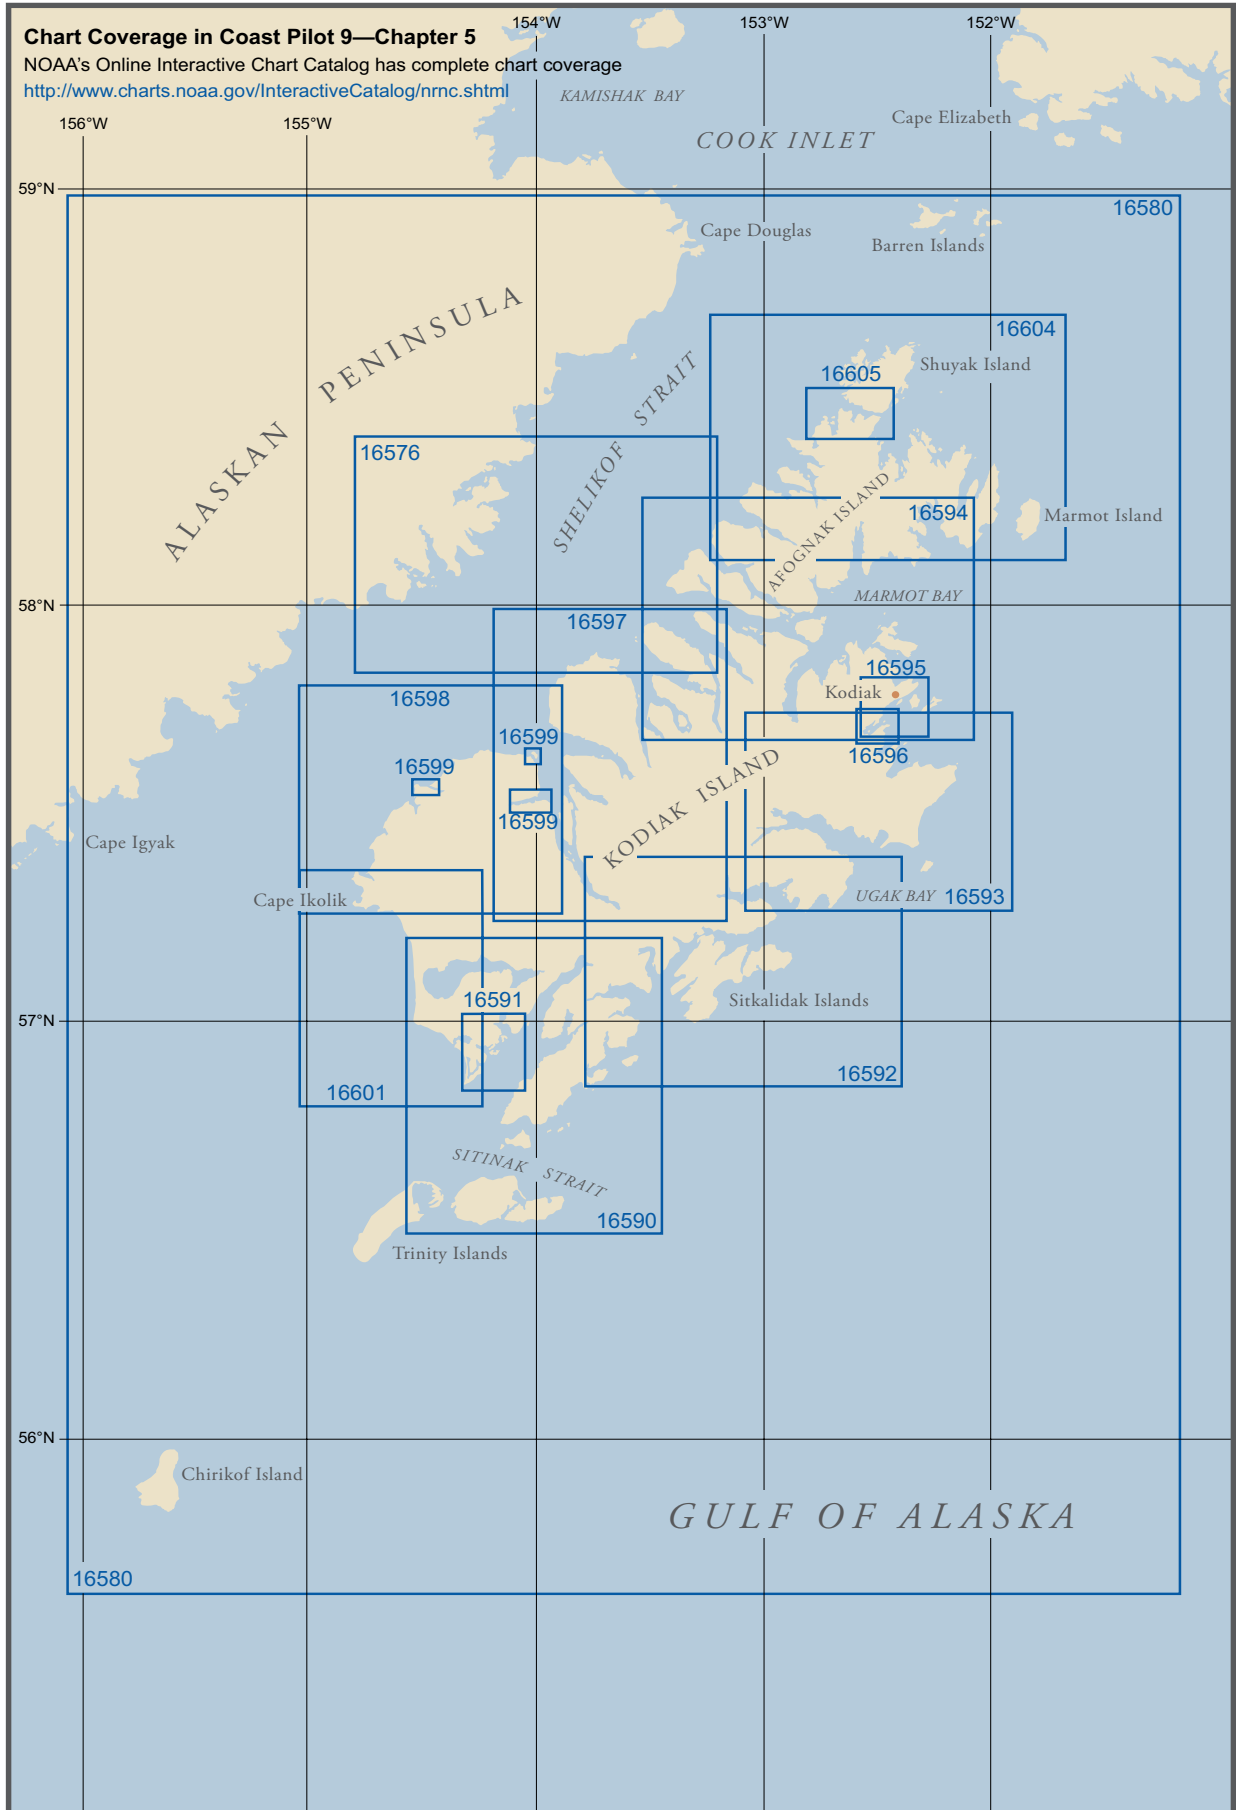 Chart Coverage in Coast Pilot 9—Chapter 5
NOAA's Online Interactive Chart Catalog has complete chart coverage
http://www.charts.noaa.gov/InteractiveCatalog/nrnc.shtml
154°W
153°W
152°W
156°W
155°W
KAMISHAK BAY
COOK INLET
Cape Elizabeth
59°N
16580
Cape Douglas
Barren Islands
ALASKAN PENINSULA
16604
Shuyak Island
16605
SHELIKOF STRAIT
16576
AFOGNAK ISLAND
16594
Marmot Island
MARMOT BAY
58°N
16597
16595
Kodiak
16598
16599
16596
16599
16599
KODIAK ISLAND
Cape Igyak
Cape Ikolik
UGAK BAY
16593
Sitkalidak Islands
16591
57°N
16592
16601
SITINAK STRAIT
16590
Trinity Islands
56°N
Chirikof Island
GULF OF ALASKA
16580